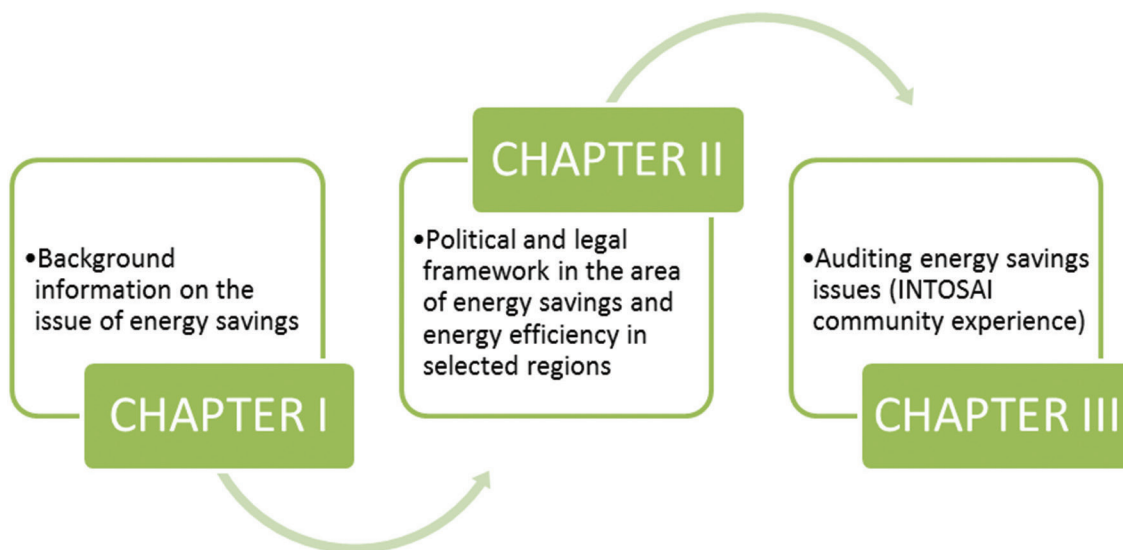 •Background
information on the
issue of energy savings
CHAPTER I
CHAPTER II
•Political and legal
framework in the area
of energy savings and
energy efficiency in
selected regions
•Auditing energy savings
issues (INTOSAI
community experience)
CHAPTER III